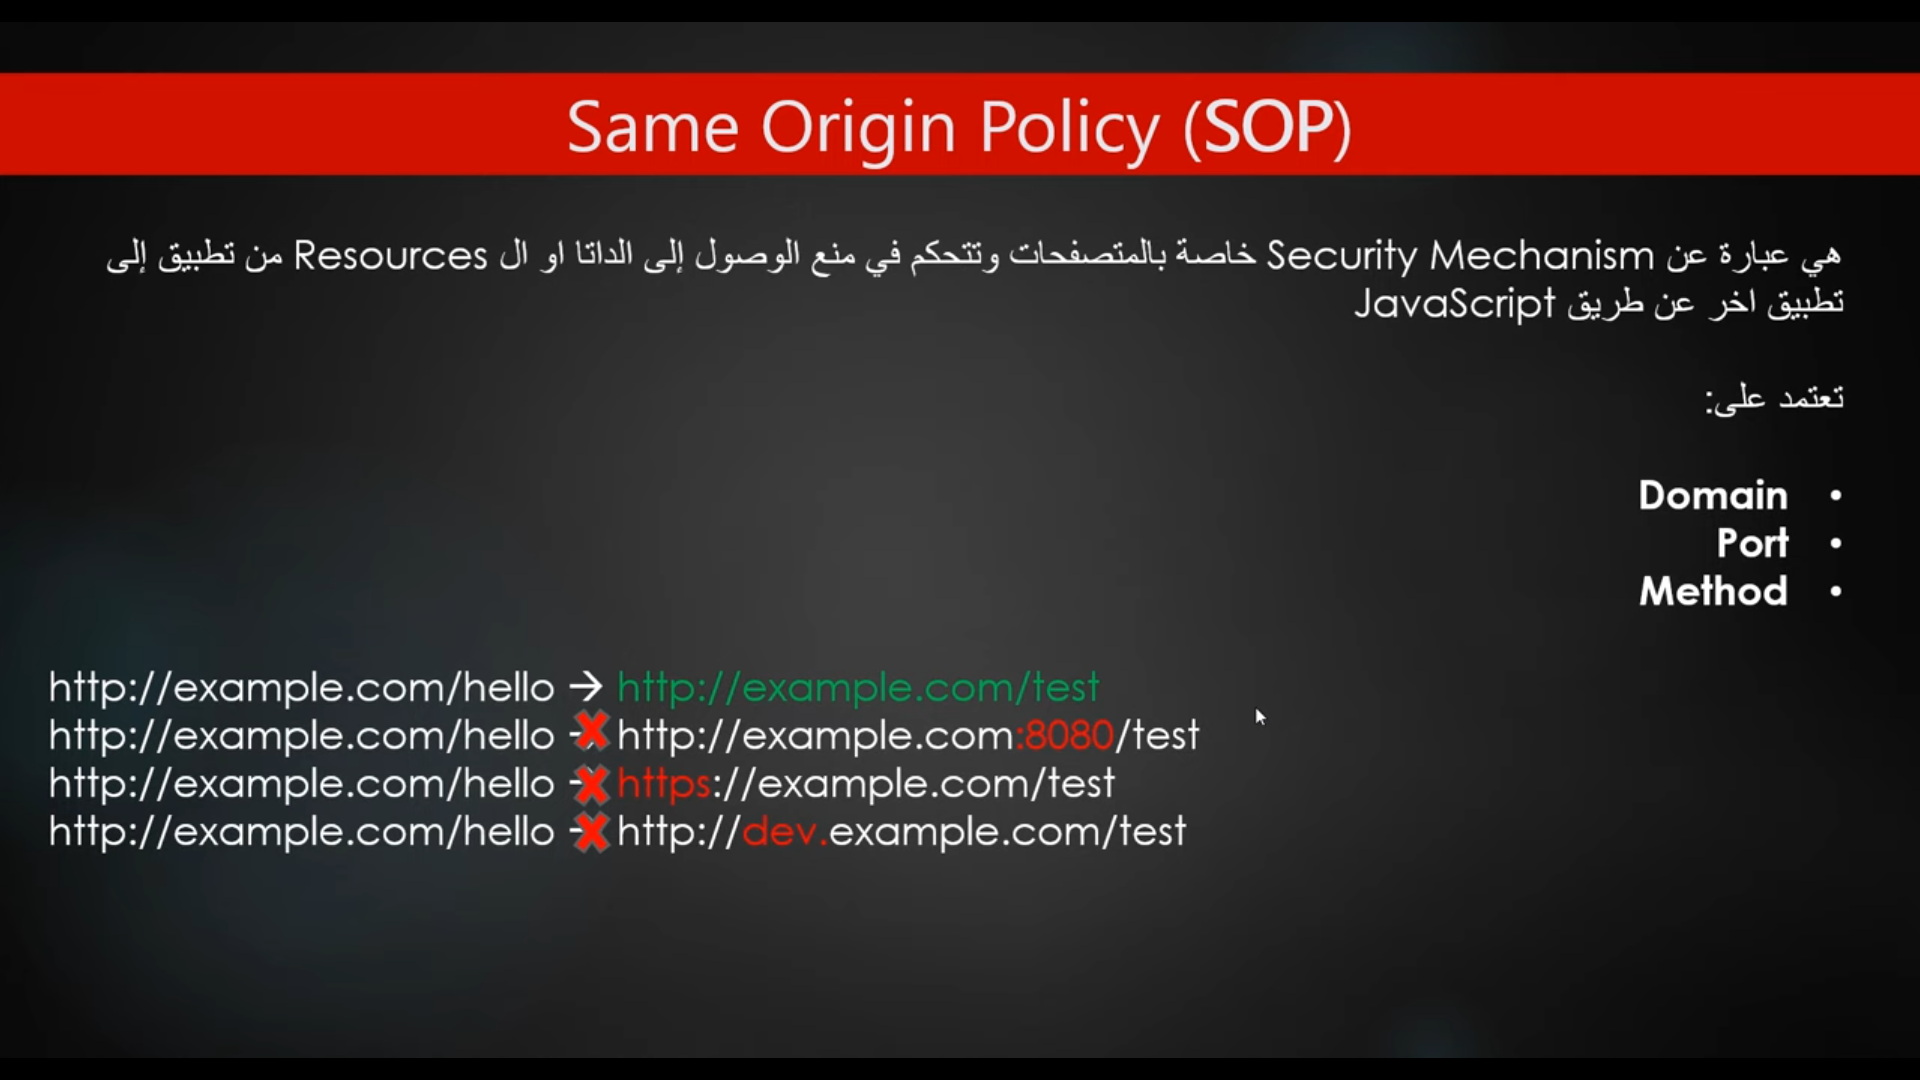 Same Origin Policy (SOP)
هي عبارة عن Security Mechanism خاصة بالمتصفحات وتتحكم في منع الوصول إلى الداتا او ال Resources من تطبيق إلى
تطبيق اخر عن طريق JavaScript
تعتمد على:
• Domain
• Port
• Method
http://example.com/hello → http://example.com/test
http://example.com/hello ✘ http://example.com:8080/test
http://example.com/hello ✘ https://example.com/test
http://example.com/hello ✘ http://dev.example.com/test